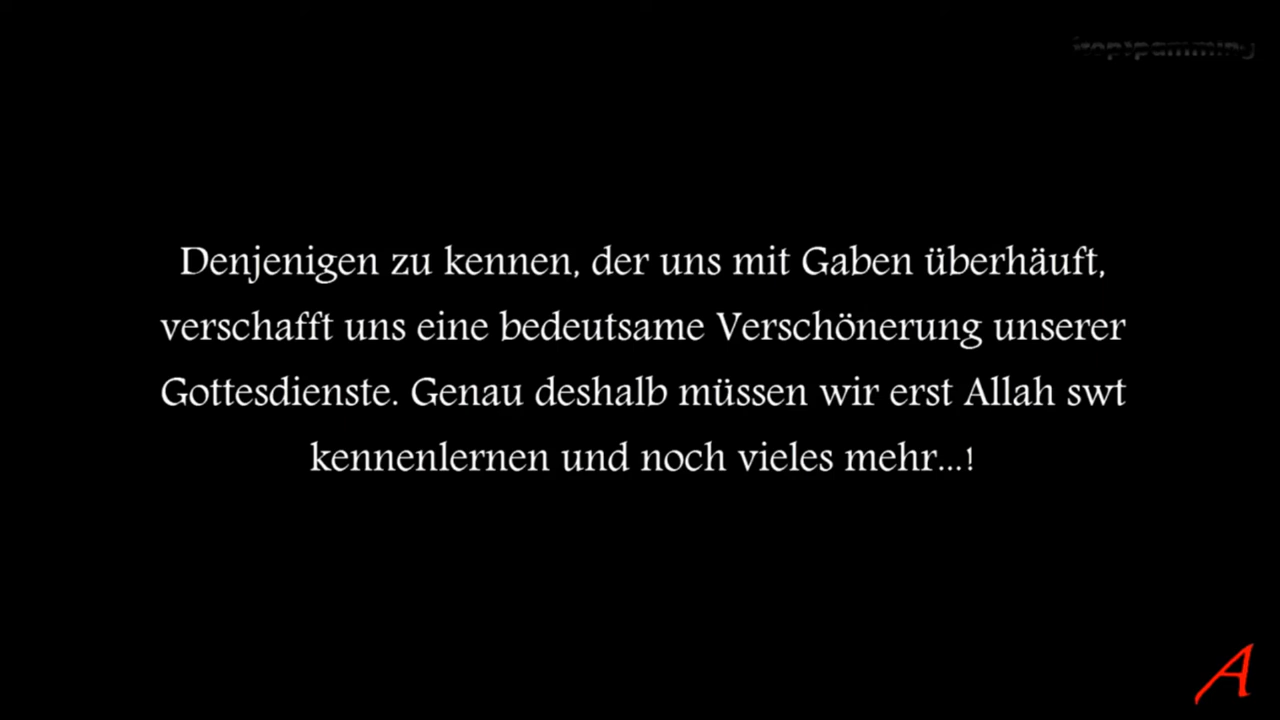 Denjenigen zu kennen, der uns mit Gaben überhäuft,
verschafft uns eine bedeutsame Verschönerung unserer
Gottesdienste. Genau deshalb müssen wir erst Allah swt
kennenlernen und noch vieles mehr...!
A